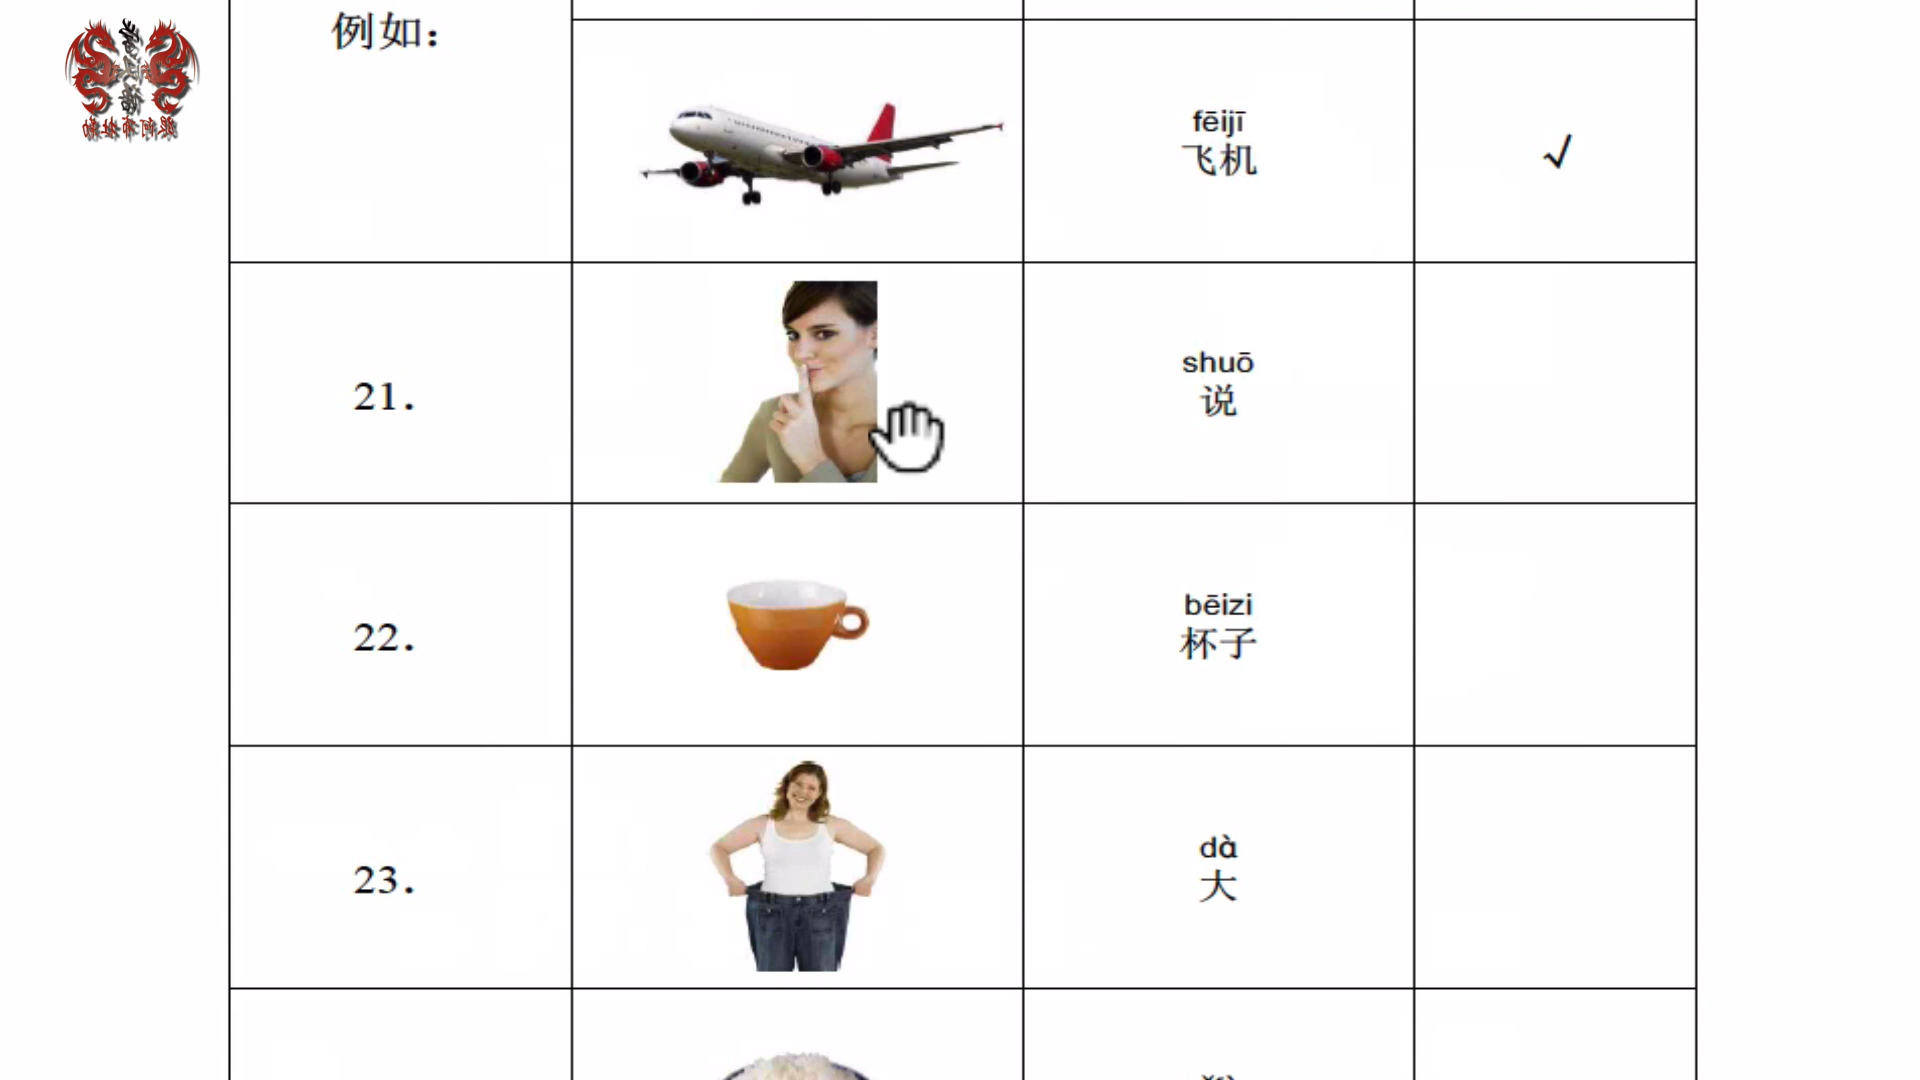 例如：
fēijī
飞机
√
21.
shuō
说
22.
bēizi
杯子
23.
dà
大